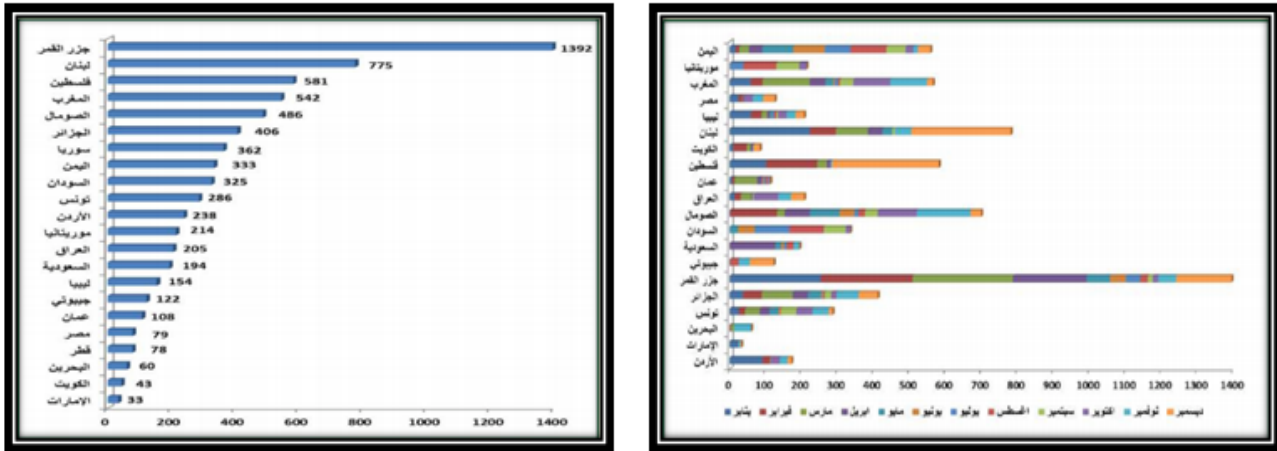 جزر القمر 1392
لبنان 775
فلسطين 581
المغرب 542
الصومال 486
الجزائر 406
سوريا 362
اليمن 333
السودان 325
تونس 286
الأردن 238
موريتانيا 214
العراق 205
السعودية 194
ليبيا 154
جيبوتي 122
عمان 108
مصر 79
قطر 78
البحرين 60
الكويت 43
الإمارات 33
0 200 400 600 800 1000 1200 1400
اليمن
موريتانيا
المغرب
مصر
ليبيا
لبنان
الكويت
فلسطين
عمان
العراق
الصومال
السودان
السعودية
جيبوتي
جزر القمر
الجزائر
تونس
البحرين
الإمارات
الأردن
0 100 200 300 400 500 600 700 800 900 1000 1100 1200 1300 1400
يناير فبراير مارس ابريل مايو يونيو يوليو اغسطس سبتمبر اكتوبر نوفمبر ديسمبر